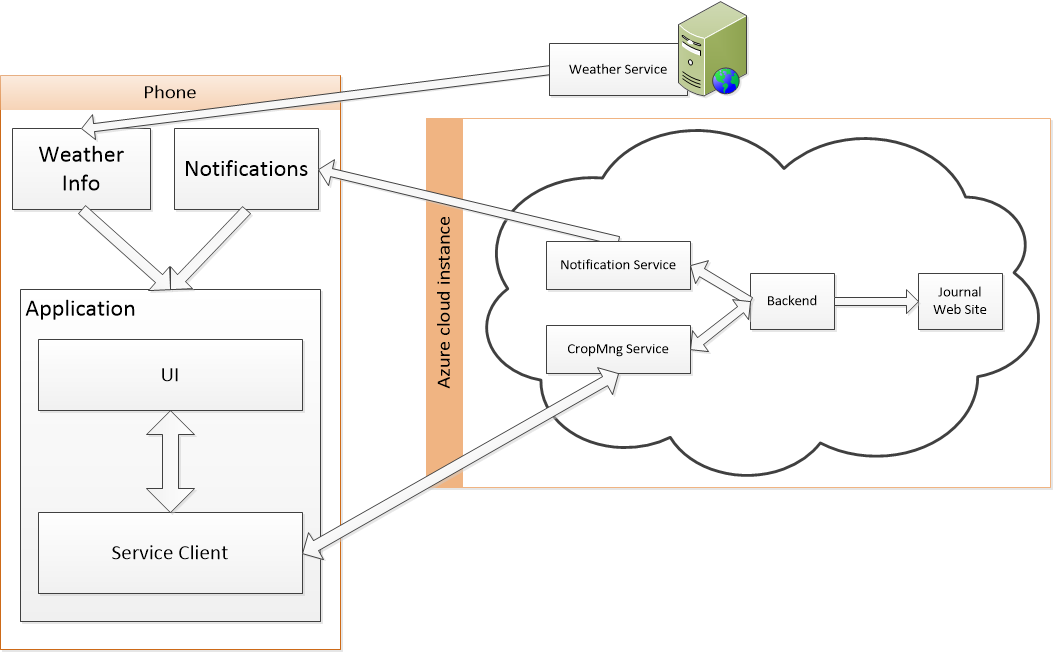 Weather Service
Phone
Weather
Info
Notifications
Azure cloud instance
Notification Service
Backend
Journal
Web Site
CropMng Service
Application
UI
Service Client